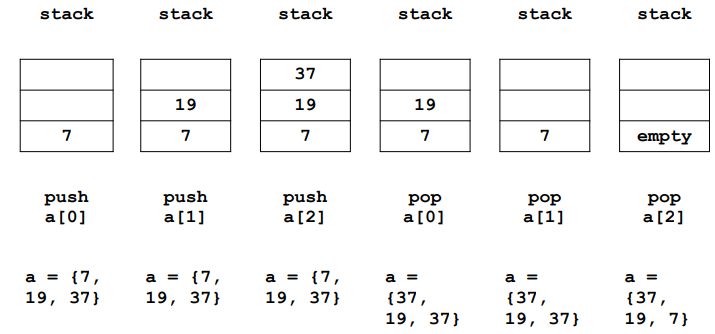 stack stack stack stack stack stack
37
19 19 19
7 7 7 7 7 empty
push push push pop pop pop
a[0] a[1] a[2] a[0] a[1] a[2]
a = {7, a = {7, a = {7, a = a = a =
19, 37} 19, 37} 19, 37} {37, {37, {37,
19, 37} 19, 37} 19, 7}